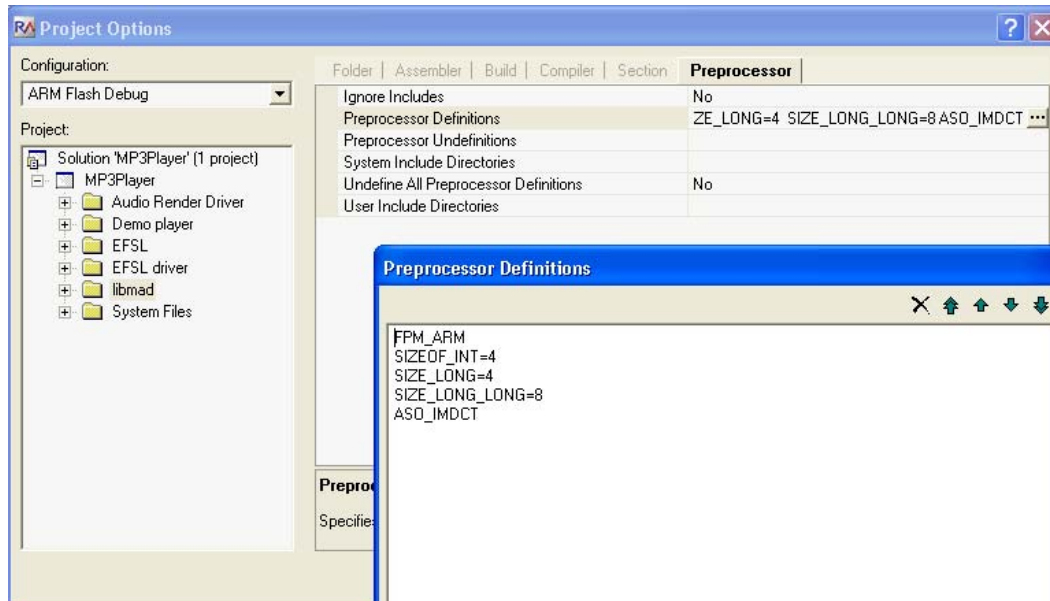 Project Options
Configuration:
ARM Flash Debug
Project:
Solution 'MP3Player' (1 project)
MP3Player
Audio Render Driver
Demo player
EFSL
EFSL driver
libmad
System Files
Folder | Assembler | Build | Compiler | Section | Preprocessor
Ignore Includes No
Preprocessor Definitions ZE_LONG=4 SIZE_LONG_LONG=8 ASO_IMDCT ...
Preprocessor Undefinitions
System Include Directories
Undefine All Preprocessor Definitions No
User Include Directories
Preprocessor Definitions
FPM_ARM
SIZEOF_INT=4
SIZE_LONG=4
SIZE_LONG_LONG=8
ASO_IMDCT